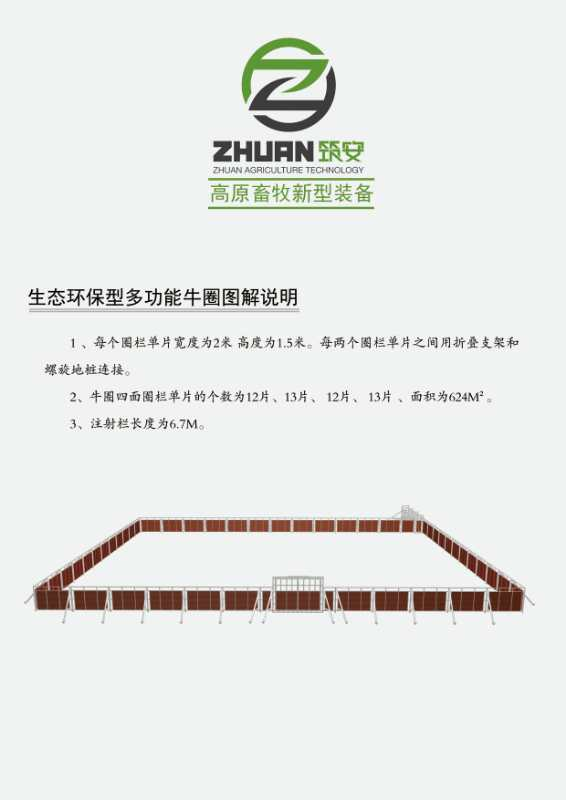 ZHUAN 筑安
ZHUAN AGRICULTURE TECHNOLOGY
高原畜牧新型装备
生态环保型多功能牛圈图解说明
1 、每个圈栏单片宽度为2米 高度为1.5米。每两个圈栏单片之间用折叠支架和
螺旋地桩连接。
2、牛圈四面圈栏单片的个数为12片、13片、 12片、 13片 、面积为624M² 。
3、注射栏长度为6.7M。